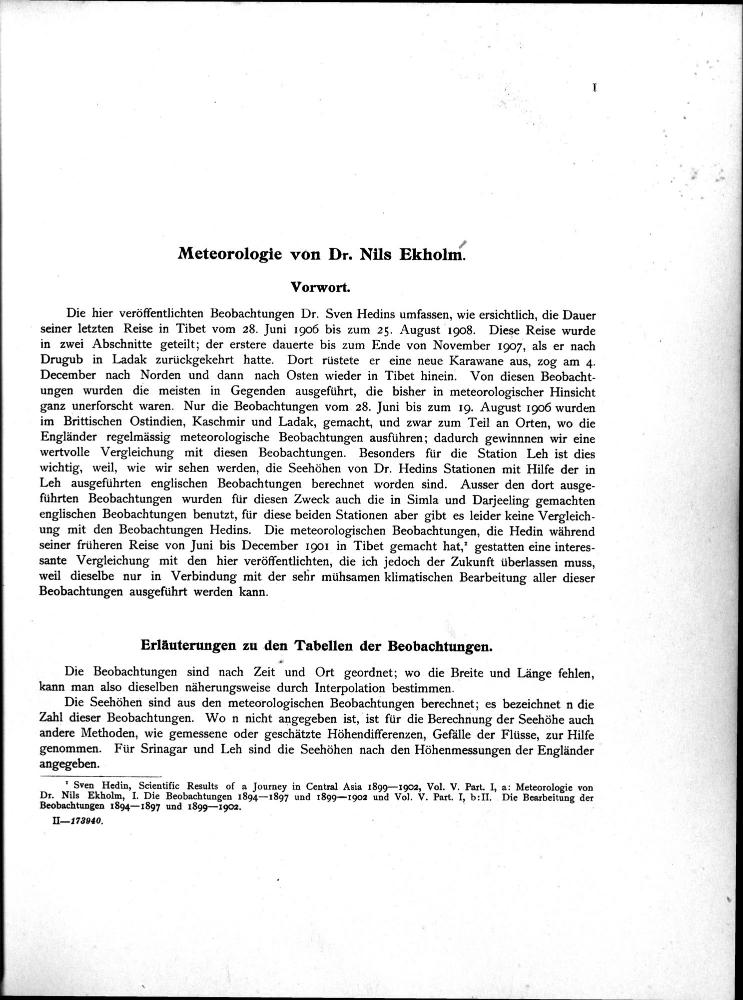 I
Meteorologie von Dr. Nils Ekholm.
Vorwort.
Die hier veröffentlichten Beobachtungen Dr. Sven Hedins umfassen, wie ersichtlich, die Dauer
seiner letzten Reise in Tibet vom 28. Juni 1906 bis zum 25. August 1908. Diese Reise wurde
in zwei Abschnitte geteilt; der erstere dauerte bis zum Ende von November 1907, als er nach
Drugub in Ladak zurückgekehrt hatte. Dort rüstete er eine neue Karawane aus, zog am 4.
December nach Norden und dann nach Osten wieder in Tibet hinein. Von diesen Beobacht-
ungen wurden die meisten in Gegenden ausgeführt, die bisher in meteorologischer Hinsicht
ganz unerforscht waren. Nur die Beobachtungen vom 28. Juni bis zum 19. August 1906 wurden
im Brittischen Ostindien, Kaschmir und Ladak, gemacht, und zwar zum Teil an Orten, wo die
Engländer regelmässig meteorologische Beobachtungen ausführen; dadurch gewinnnen wir eine
wertvolle Vergleichung mit diesen Beobachtungen. Besonders für die Station Leh ist dies
wichtig, weil, wie wir sehen werden, die Seehöhen von Dr. Hedins Stationen mit Hilfe der in
Leh ausgeführten englischen Beobachtungen berechnet worden sind. Ausser den dort ausge-
führten Beobachtungen wurden für diesen Zweck auch die in Simla und Darjeeling gemachten
englischen Beobachtungen benutzt, für diese beiden Stationen aber gibt es leider keine Vergleich-
ung mit den Beobachtungen Hedins. Die meteorologischen Beobachtungen, die Hedin während
seiner früheren Reise von Juni bis December 1901 in Tibet gemacht hat,¹ gestatten eine interes-
sante Vergleichung mit den hier veröffentlichten, die ich jedoch der Zukunft überlassen muss,
weil dieselbe nur in Verbindung mit der sehr mühsamen klimatischen Bearbeitung aller dieser
Beobachtungen ausgeführt werden kann.
Erläuterungen zu den Tabellen der Beobachtungen.
Die Beobachtungen sind nach Zeit und Ort geordnet; wo die Breite und Länge fehlen,
kann man also dieselben näherungsweise durch Interpolation bestimmen.
Die Seehöhen sind aus den meteorologischen Beobachtungen berechnet; es bezeichnet n die
Zahl dieser Beobachtungen. Wo n nicht angegeben ist, ist für die Berechnung der Seehöhe auch
andere Methoden, wie gemessene oder geschätzte Höhendifferenzen, Gefälle der Flüsse, zur Hilfe
genommen. Für Srinagar und Leh sind die Seehöhen nach den Höhenmessungen der Engländer
angegeben.
¹ Sven Hedin, Scientific Results of a Journey in Central Asia 1899—1902, Vol. V. Part. I, a: Meteorologie von
Dr. Nils Ekholm, I. Die Beobachtungen 1894—1897 und 1899—1902 und Vol. V. Part. I, b: II. Die Bearbeitung der
Beobachtungen 1894—1897 und 1899—1902.
II—173940.